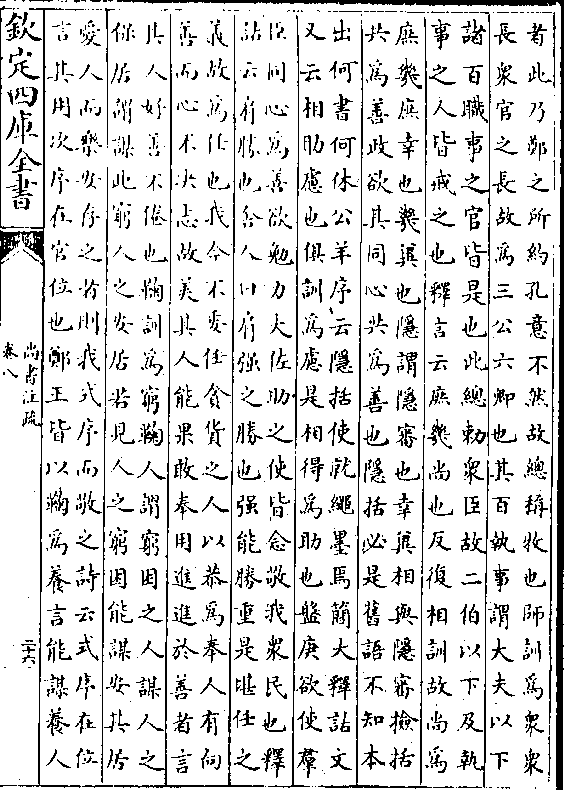 者此乃鄭之所約孔意不然故總稱牧也師訓為衆衆
長衆官之長故為三公六卿也其百執事謂大夫以下
諸百職事之官皆是也此總勅衆臣故二伯以下及執
事之人皆戒之也釋言云庶幾尚也反復相訓故尚為
庶幾庶幸也幾冀也隱謂隱審也幸冀相與隱審檢括
共為善政欲其同心共為善也隱括必是舊語不知本
出何書何休公羊序云隱括使就繩墨焉簡大釋詁文
又云相助慮也俱訓為慮是相得為助也盤庚欲使羣
臣同心為善欲勉力大佐助之使皆念敬我衆民也釋
詁云肩勝也舍人曰肩强之勝也强能勝重是堪任之
義故為任也我今不委任貪貨之人以恭為奉人有向
善而心不決志故美其人能果敢奉用進進於善者言
其人好善不倦也鞠訓為窮鞠人謂窮困之人謀人之
保居謂謀此窮人之安居若見人之窮困能謀安其居
愛人而樂安存之者則我式序而敬之詩云式序在位
言其用次序在官位也鄭王皆以鞠為養言能謀養人
欽定四庫全書
尚書注疏
卷八
二十六